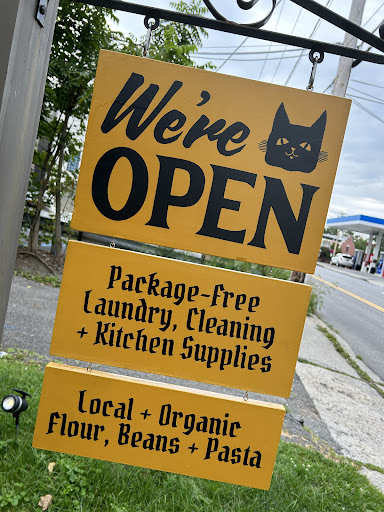 We're
OPEN
Package-Free
Laundry, Cleaning
+ Kitchen Supplies
Local + Organic
Flour, Beans + Pasta